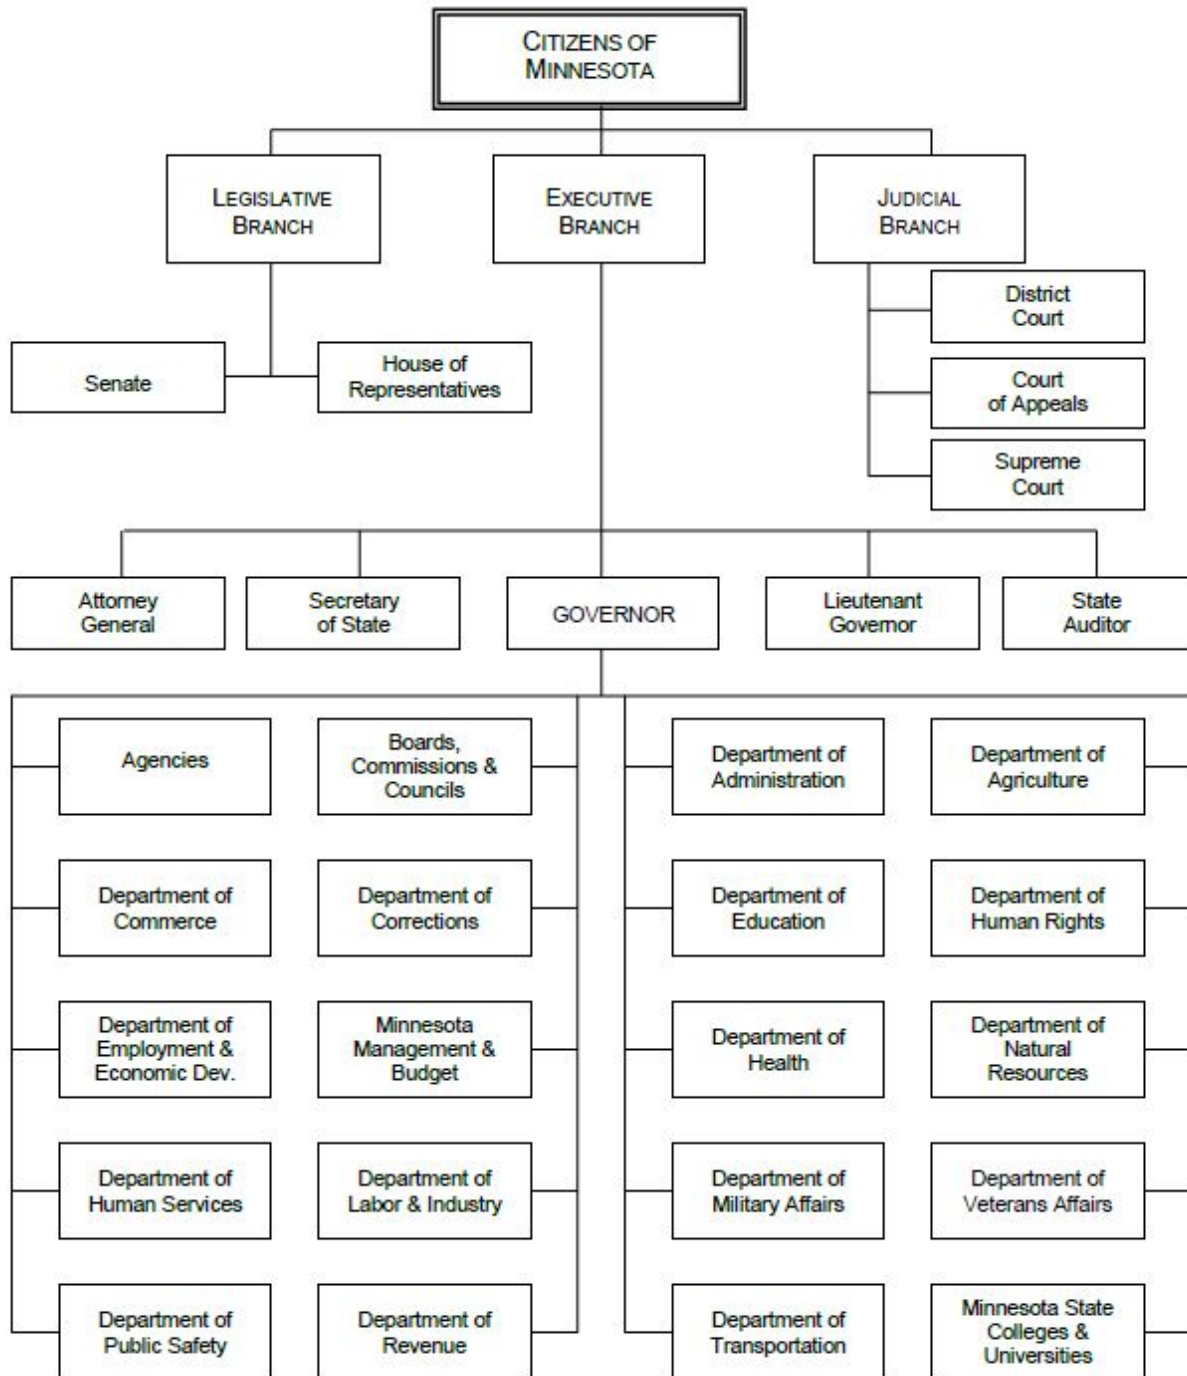 CITIZENS OF
MINNESOTA
LEGISLATIVE
BRANCH
EXECUTIVE
BRANCH
JUDICIAL
BRANCH
District
Court
Court
of Appeals
Supreme
Court
Senate
House of
Representatives
Attorney
General
Secretary
of State
GOVERNOR
Lieutenant
Governor
State
Auditor
Agencies
Boards,
Commissions &
Councils
Department of
Administration
Department of
Agriculture
Department of
Commerce
Department of
Corrections
Department of
Education
Department of
Human Rights
Department of
Employment &
Economic Dev.
Minnesota
Management &
Budget
Department of
Health
Department of
Natural
Resources
Department of
Human Services
Department of
Labor & Industry
Department of
Military Affairs
Department of
Veterans Affairs
Department of
Public Safety
Department of
Revenue
Department of
Transportation
Minnesota State
Colleges &
Universities